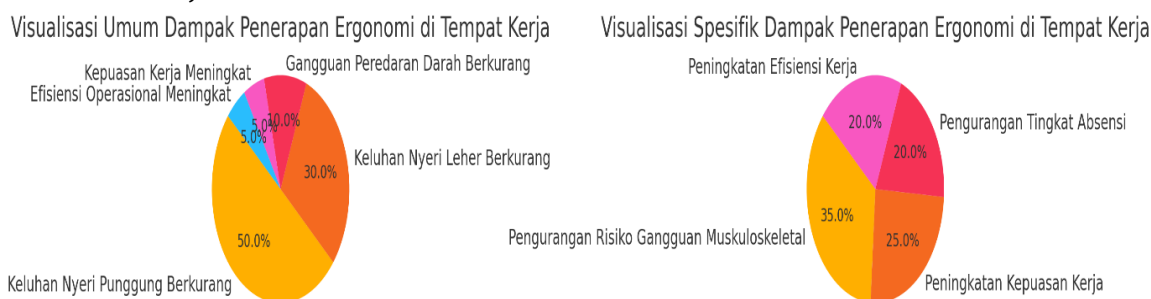 Visualisasi Umum Dampak Penerapan Ergonomi di Tempat Kerja
Gangguan Peredaran Darah Berkurang
Kepuasan Kerja Meningkat
Efisiensi Operasional Meningkat
10.0%
5.0%
5.0%
Keluhan Nyeri Leher Berkurang
30.0%
50.0%
Keluhan Nyeri Punggung Berkurang
Visualisasi Spesifik Dampak Penerapan Ergonomi di Tempat Kerja
Peningkatan Efisiensi Kerja
20.0%
Pengurangan Tingkat Absensi
20.0%
35.0%
Pengurangan Risiko Gangguan Muskuloskeletal
25.0%
Peningkatan Kepuasan Kerja